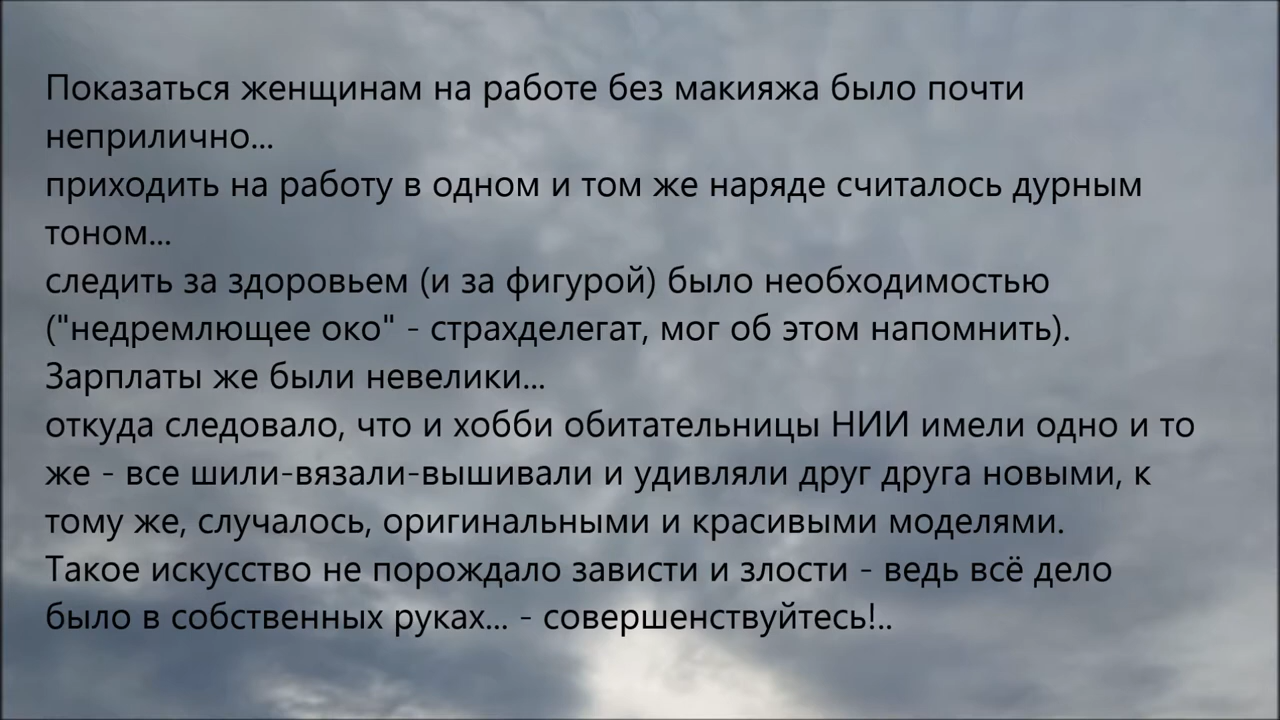 Показаться женщинам на работе без макияжа было почти
неприлично...
приходить на работу в одном и том же наряде считалось дурным
тоном...
следить за здоровьем (и за фигурой) было необходимостью
("недремлющее око" - страхделегат, мог об этом напомнить).
Зарплаты же были невелики...
откуда следовало, что и хобби обитательницы НИИ имели одно и то
же - все шили-вязали-вышивали и удивляли друг друга новыми, к
тому же, случалось, оригинальными и красивыми моделями.
Такое искусство не порождало зависти и злости - ведь всё дело
было в собственных руках... - совершенствуйтесь!..